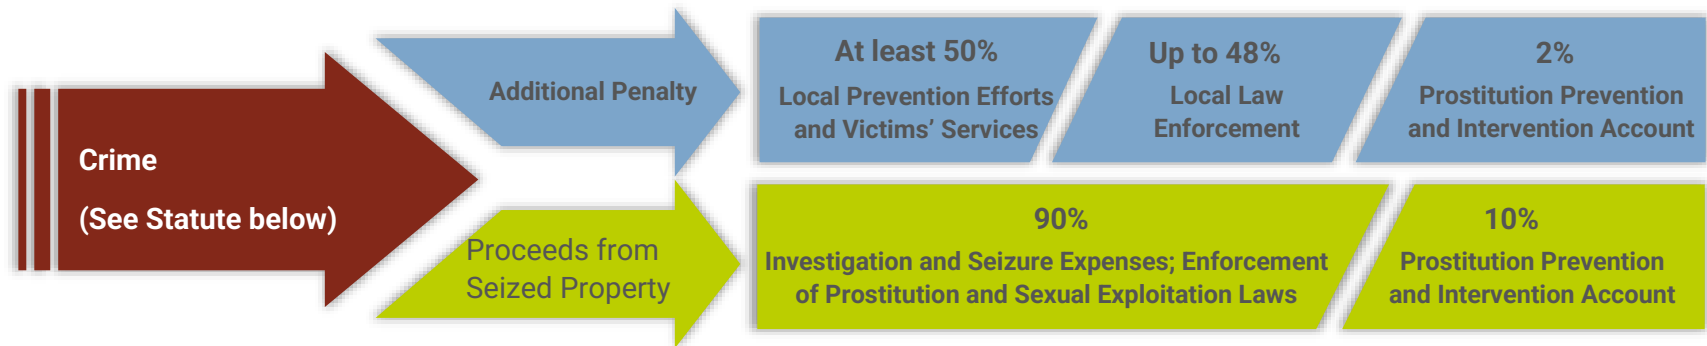 Crime
(See Statute below)
Additional Penalty
At least 50%
Local Prevention Efforts
and Victims’ Services
Up to 48%
Local Law
Enforcement
2%
Prostitution Prevention
and Intervention Account
Proceeds from
Seized Property
90%
Investigation and Seizure Expenses; Enforcement
of Prostitution and Sexual Exploitation Laws
10%
Prostitution Prevention
and Intervention Account